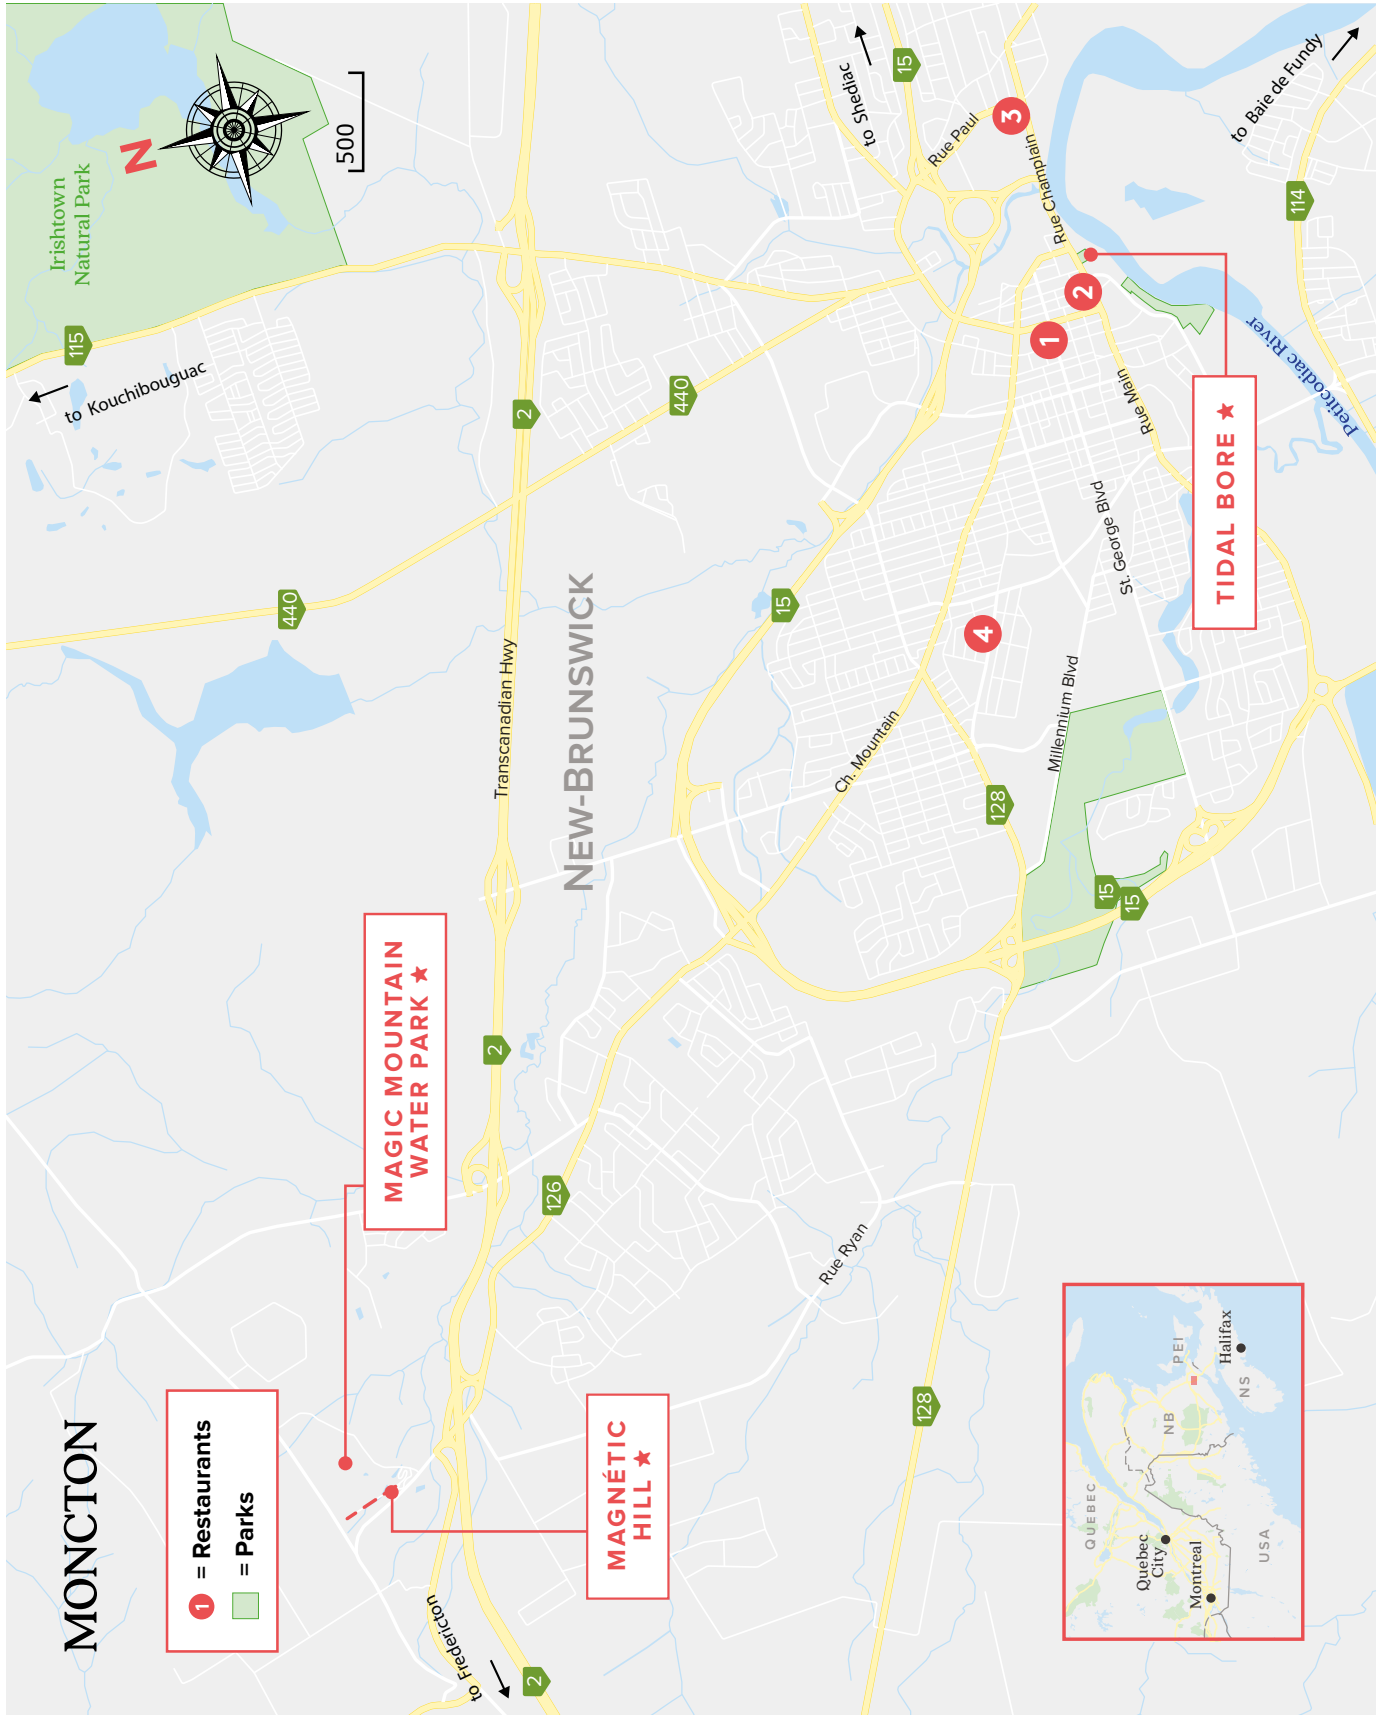 MONCTON
1 = Restaurants
= Parks
MAGIC MOUNTAIN
WATER PARK ★
MAGNÉTIC
HILL ★
TIDAL BORE ★
Irishtown
Natural Park
N
500
115
to Kouchibouguac
440
440
2
2
2
Transcanadian Hwy
NEW-BRUNSWICK
126
to Fredericton
15
15
15
15
to Shediac
Rue Paul
Rue Champlain
3
2
1
4
to Baie de Fundy
114
Petitcodiac River
Rue Main
St. George Blvd
Millennium Blvd
Ch. Mountain
128
128
Rue Ryan
QUEBEC
Quebec
City
Montreal
USA
NB
PEI
NS
Halifax